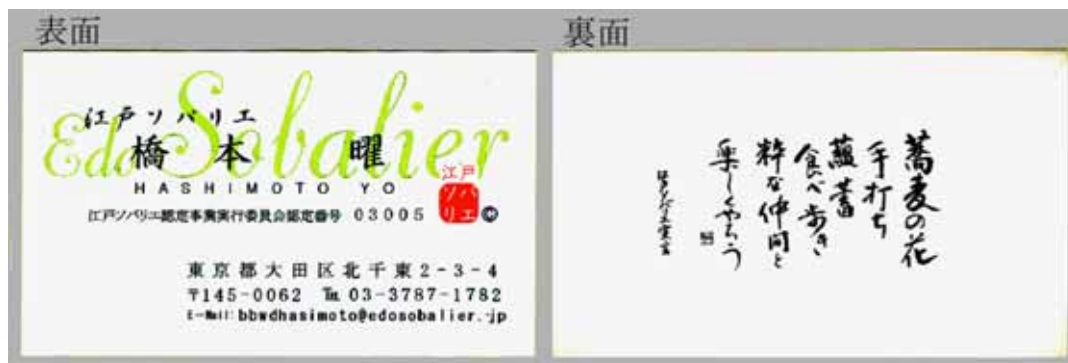 表面
江戸ソバリエ
Edo Sobalier
橋本 曜
HASHIMOTO YO
江戸ソバリエ
江戸ソバリエ認定事業実行委員会認定番号 03005
東京都大田区北千束2-3-4
〒145-0062 ℡03-3787-1782
E-Mail:bbwdhasimoto@edosobalier.jp
裏面
蕎麦の花
手打ち
蘊蓄
食べ歩き
粋な仲間と
楽しくやろう